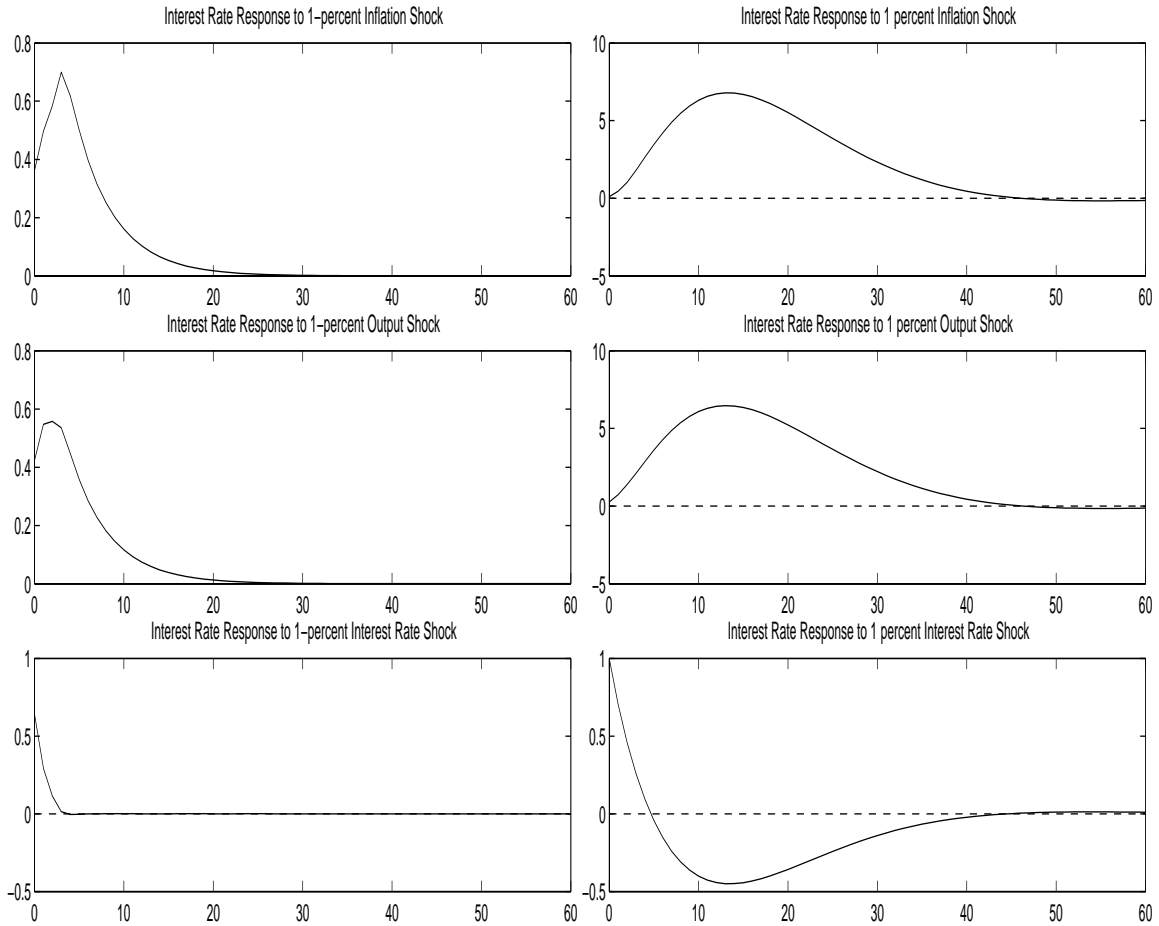 Interest Rate Response to 1−percent Inflation Shock
0.8
0.6
0.4
0.2
0
0 10 20 30 40 50 60
Interest Rate Response to 1 percent Inflation Shock
10
5
0
−5
0 10 20 30 40 50 60
Interest Rate Response to 1−percent Output Shock
0.8
0.6
0.4
0.2
0
0 10 20 30 40 50 60
Interest Rate Response to 1 percent Output Shock
10
5
0
−5
0 10 20 30 40 50 60
Interest Rate Response to 1−percent Interest Rate Shock
1
0.5
0
−0.5
0 10 20 30 40 50 60
Interest Rate Response to 1 percent Interest Rate Shock
1
0.5
0
−0.5
0 10 20 30 40 50 60